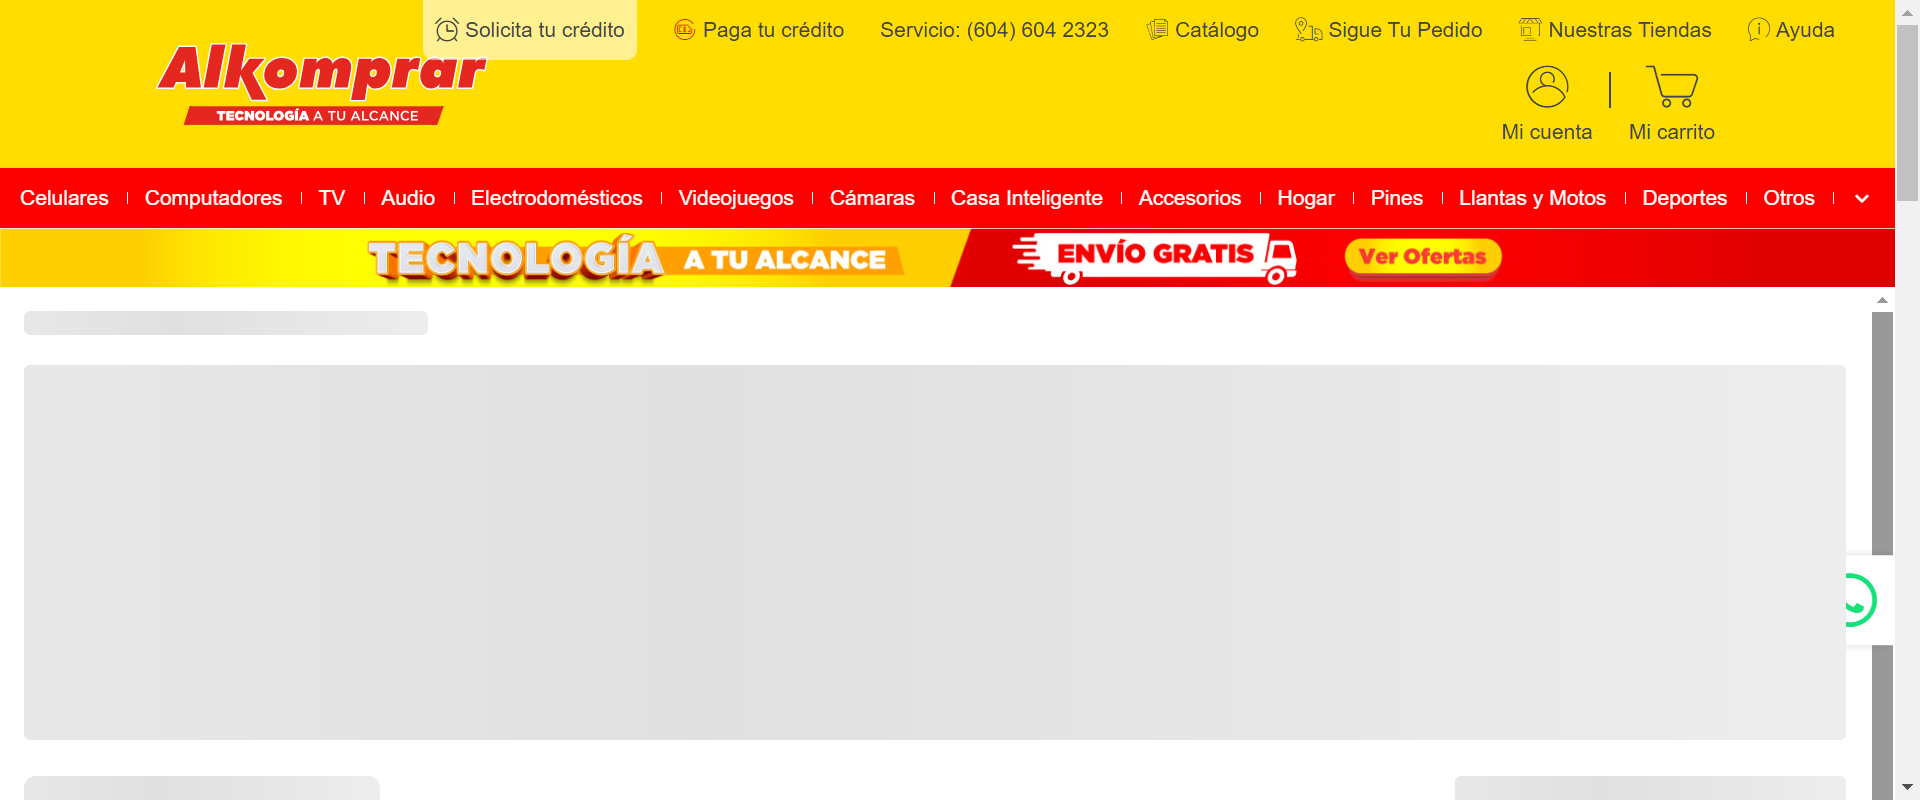 Solicita tu crédito
Paga tu crédito
Servicio: (604) 604 2323
Catálogo
Sigue Tu Pedido
Nuestras Tiendas
Ayuda
Alkomprar
TECNOLOGÍA A TU ALCANCE
Mi cuenta
Mi carrito
Celulares
Computadores
TV
Audio
Electrodomésticos
Videojuegos
Cámaras
Casa Inteligente
Accesorios
Hogar
Pines
Llantas y Motos
Deportes
Otros
TECNOLOGÍA A TU ALCANCE
ENVÍO GRATIS
Ver Ofertas